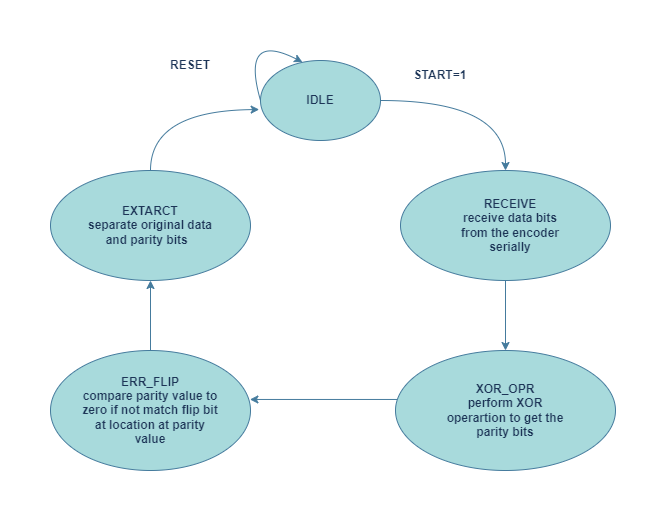 RESET
START=1
IDLE
EXTARCT
separate original data
and parity bits
RECEIVE
receive data bits
from the encoder
serially
ERR_FLIP
compare parity value to
zero if not match flip bit
at location at parity
value
XOR_OPR
perform XOR
operartion to get the
parity bits